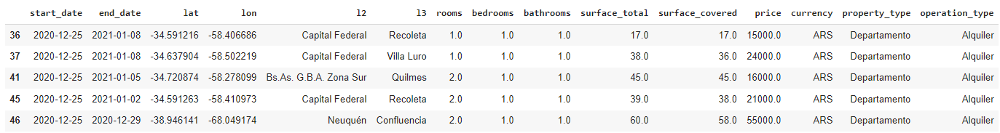 start_date end_date lat lon l2 l3 rooms bedrooms bathrooms surface_total surface_covered price currency property_type operation_type
36 2020-12-25 2021-01-08 -34.591216 -58.406686 Capital Federal Recoleta 1.0 1.0 1.0 17.0 17.0 15000.0 ARS Departamento Alquiler
37 2020-12-25 2021-01-08 -34.637904 -58.502219 Capital Federal Villa Luro 1.0 1.0 1.0 38.0 36.0 24000.0 ARS Departamento Alquiler
41 2020-12-25 2021-01-05 -34.720874 -58.278099 Bs.As. G.B.A. Zona Sur Quilmes 2.0 1.0 1.0 45.0 45.0 16000.0 ARS Departamento Alquiler
45 2020-12-25 2021-01-02 -34.591263 -58.410973 Capital Federal Recoleta 2.0 1.0 1.0 39.0 38.0 21000.0 ARS Departamento Alquiler
46 2020-12-25 2020-12-29 -38.946141 -68.049174 Neuquén Confluencia 2.0 1.0 1.0 60.0 58.0 55000.0 ARS Departamento Alquiler